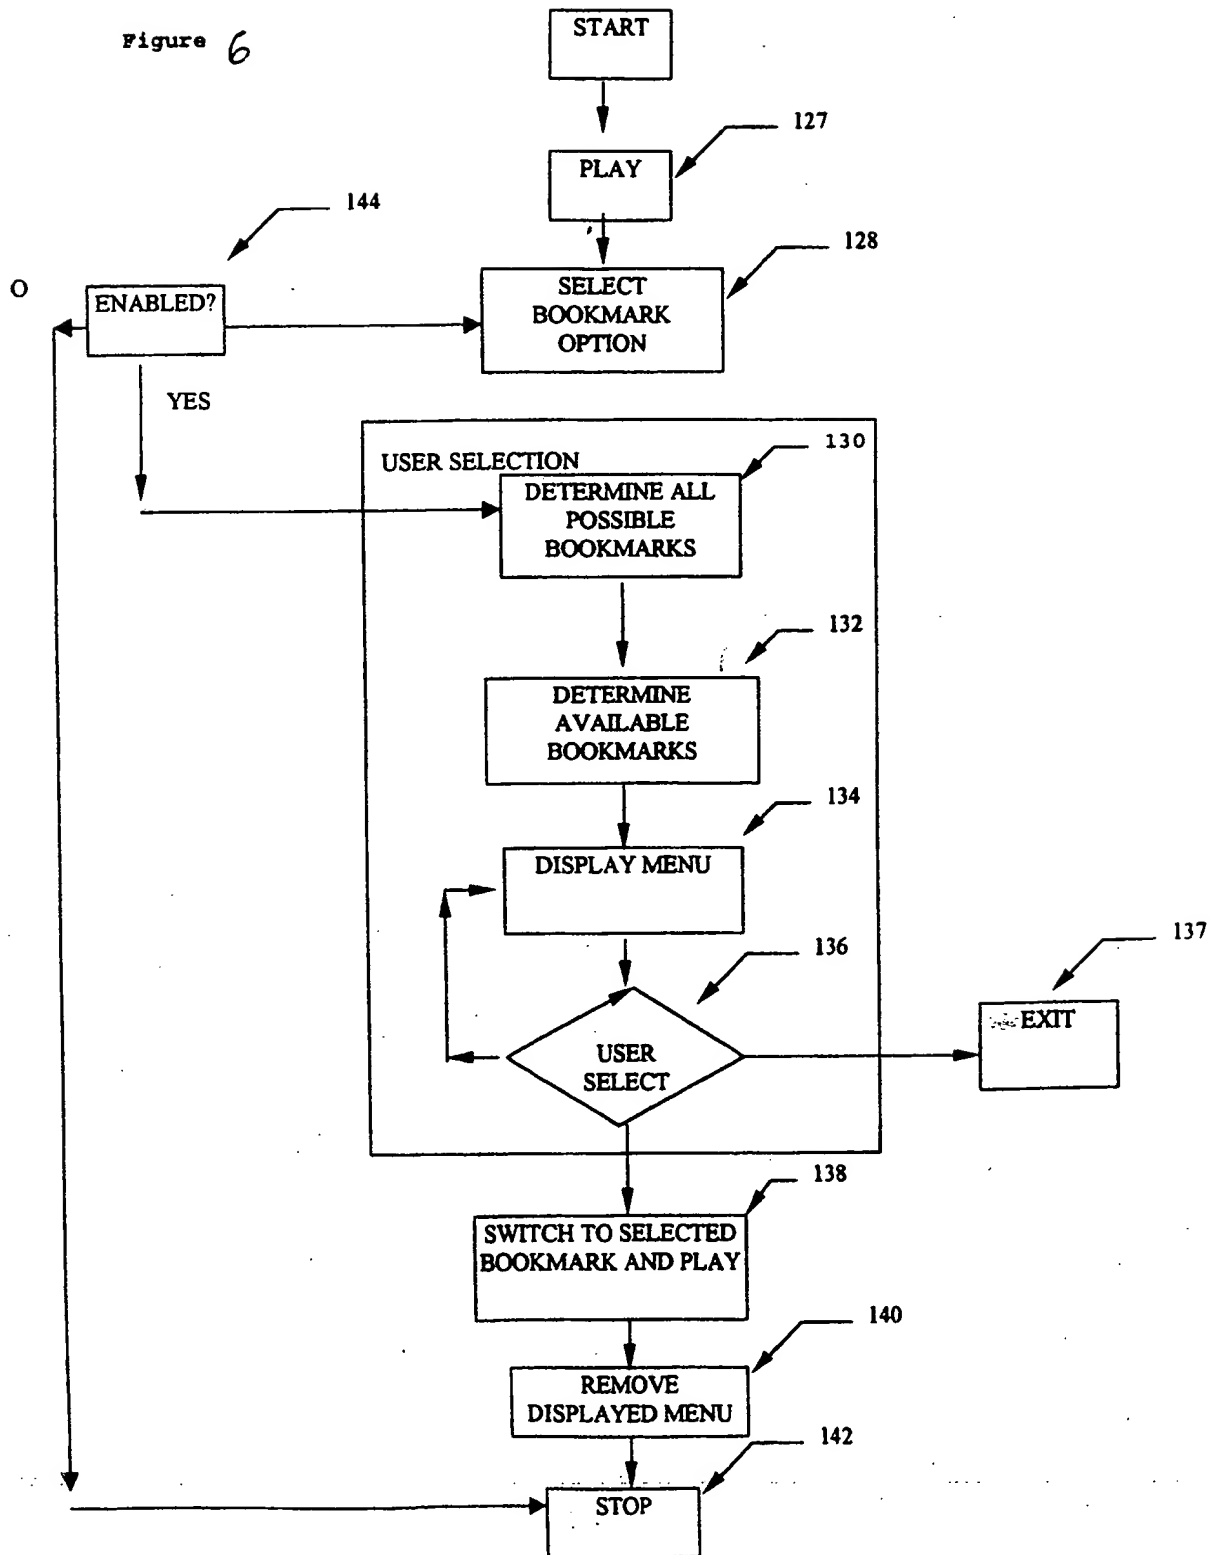 Figure 6
START
127
PLAY
144
128
O
ENABLED?
SELECT
BOOKMARK
OPTION
YES
130
USER SELECTION
DETERMINE ALL
POSSIBLE
BOOKMARKS
132
DETERMINE
AVAILABLE
BOOKMARKS
134
DISPLAY MENU
136
137
EXIT
USER
SELECT
138
SWITCH TO SELECTED
BOOKMARK AND PLAY
140
REMOVE
DISPLAYED MENU
142
STOP